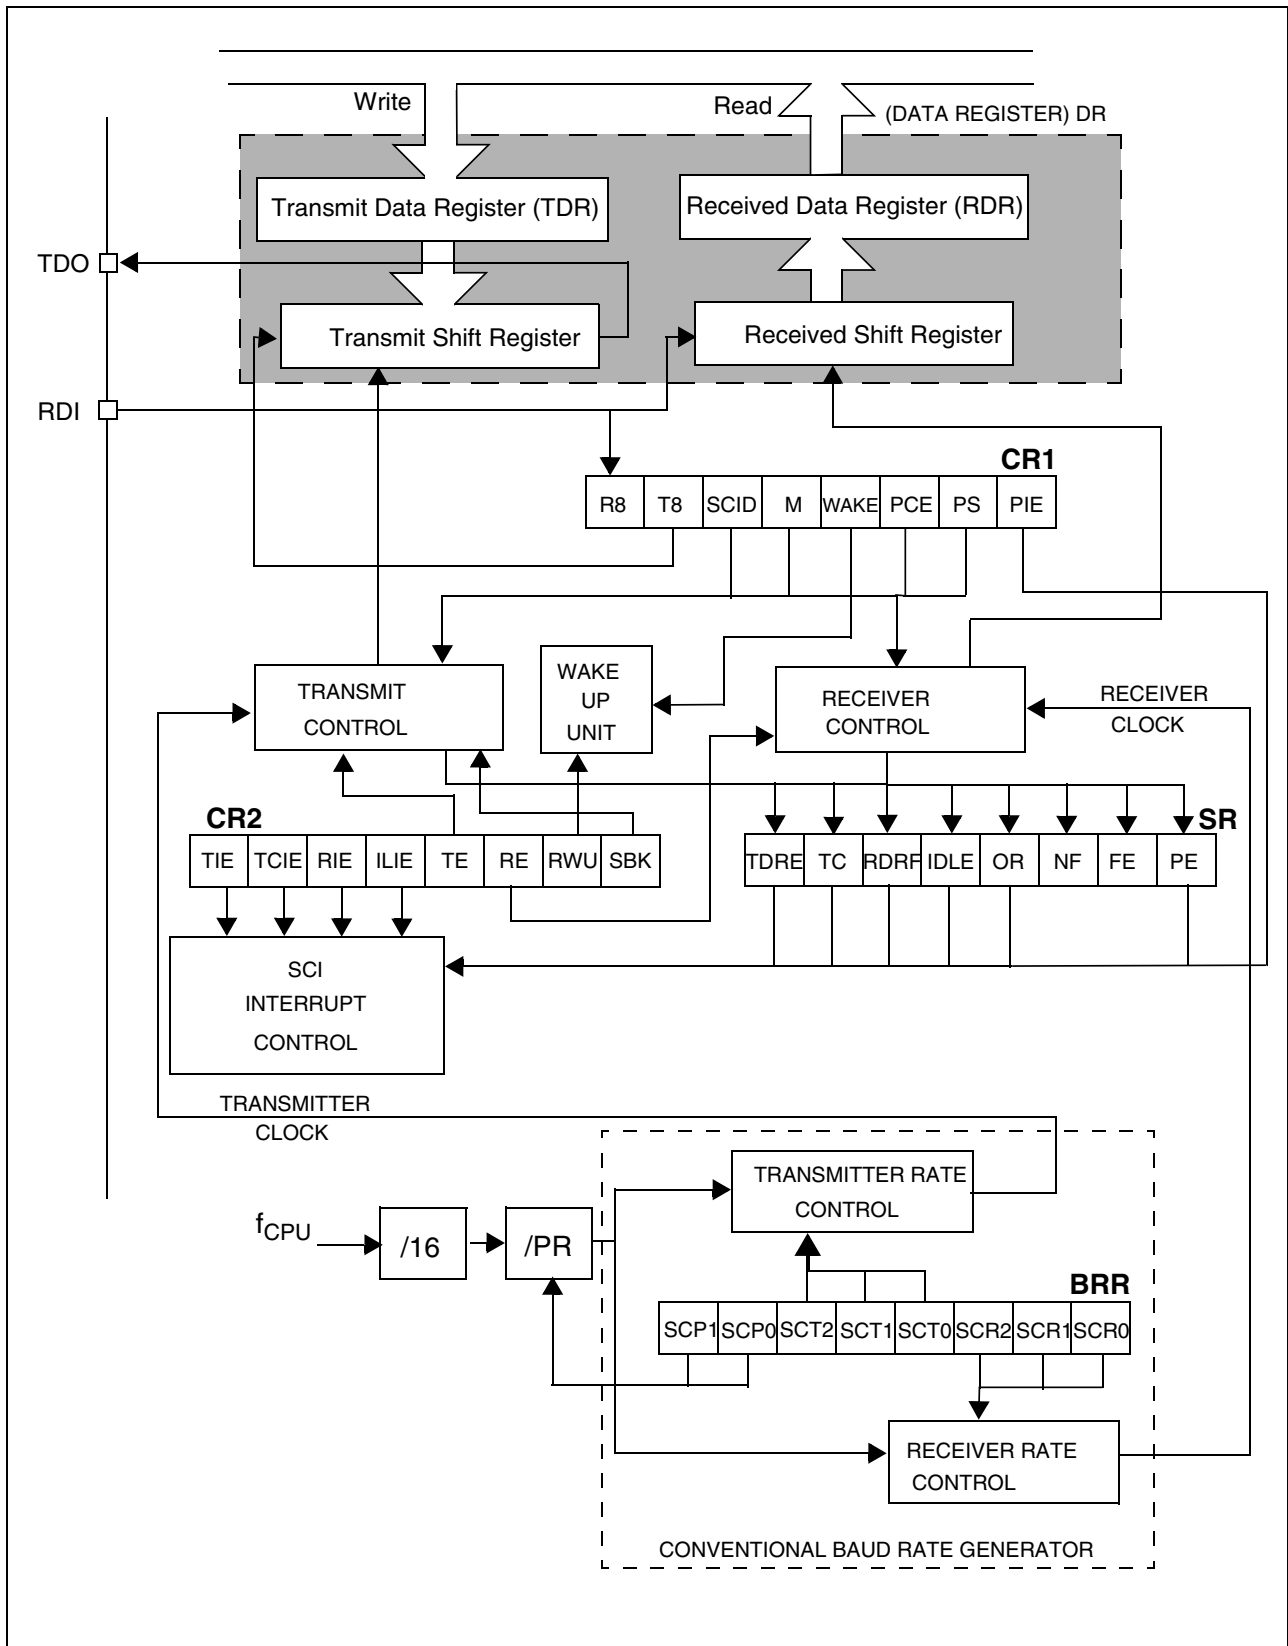 Write
Read
(DATA REGISTER) DR
Transmit Data Register (TDR)
Received Data Register (RDR)
TDO
Transmit Shift Register
Received Shift Register
RDI
CR1
R8 T8 SCID M WAKE PCE PS PIE
TRANSMIT
CONTROL
WAKE
UP
UNIT
RECEIVER
CONTROL
RECEIVER
CLOCK
CR2
SR
TIE TCIE RIE ILIE TE RE RWU SBK
TDRE TC RDRF IDLE OR NF FE PE
SCI
INTERRUPT
CONTROL
TRANSMITTER
CLOCK
TRANSMITTER RATE
CONTROL
fCPU
/16
/PR
BRR
SCP1 SCP0 SCT2 SCT1 SCT0 SCR2 SCR1 SCR0
RECEIVER RATE
CONTROL
CONVENTIONAL BAUD RATE GENERATOR